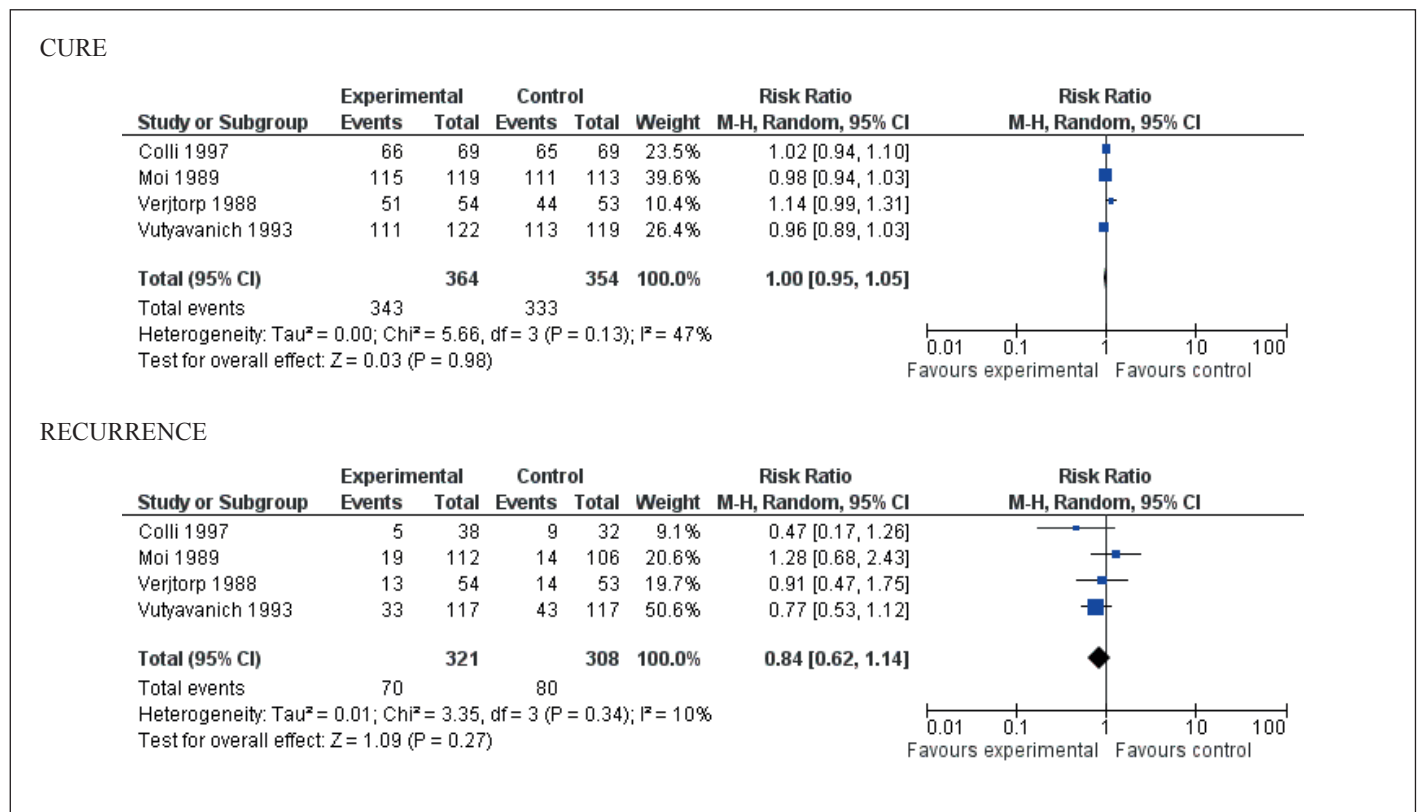 CURE
Experimental Control Risk Ratio Risk Ratio
Study or Subgroup Events Total Events Total Weight M-H, Random, 95% CI M-H, Random, 95% CI
Colli 1997 66 69 65 69 23.5% 1.02 [0.94, 1.10]
Moi 1989 115 119 111 113 39.6% 0.98 [0.94, 1.03]
Verjtorp 1988 51 54 44 53 10.4% 1.14 [0.99, 1.31]
Vutyavanich 1993 111 122 113 119 26.4% 0.96 [0.89, 1.03]
Total (95% CI) 364 354 100.0% 1.00 [0.95, 1.05]
Total events 343 333
Heterogeneity: Tau² = 0.00; Chi² = 5.66, df = 3 (P = 0.13); I² = 47%
Test for overall effect: Z = 0.03 (P = 0.98)
0.01 0.1 1 10 100
Favours experimental Favours control
RECURRENCE
Experimental Control Risk Ratio Risk Ratio
Study or Subgroup Events Total Events Total Weight M-H, Random, 95% CI M-H, Random, 95% CI
Colli 1997 5 38 9 32 9.1% 0.47 [0.17, 1.26]
Moi 1989 19 112 14 106 20.6% 1.28 [0.68, 2.43]
Verjtorp 1988 13 54 14 53 19.7% 0.91 [0.47, 1.75]
Vutyavanich 1993 33 117 43 117 50.6% 0.77 [0.53, 1.12]
Total (95% CI) 321 308 100.0% 0.84 [0.62, 1.14]
Total events 70 80
Heterogeneity: Tau² = 0.01; Chi² = 3.35, df = 3 (P = 0.34); I² = 10%
Test for overall effect: Z = 1.09 (P = 0.27)
0.01 0.1 1 10 100
Favours experimental Favours control